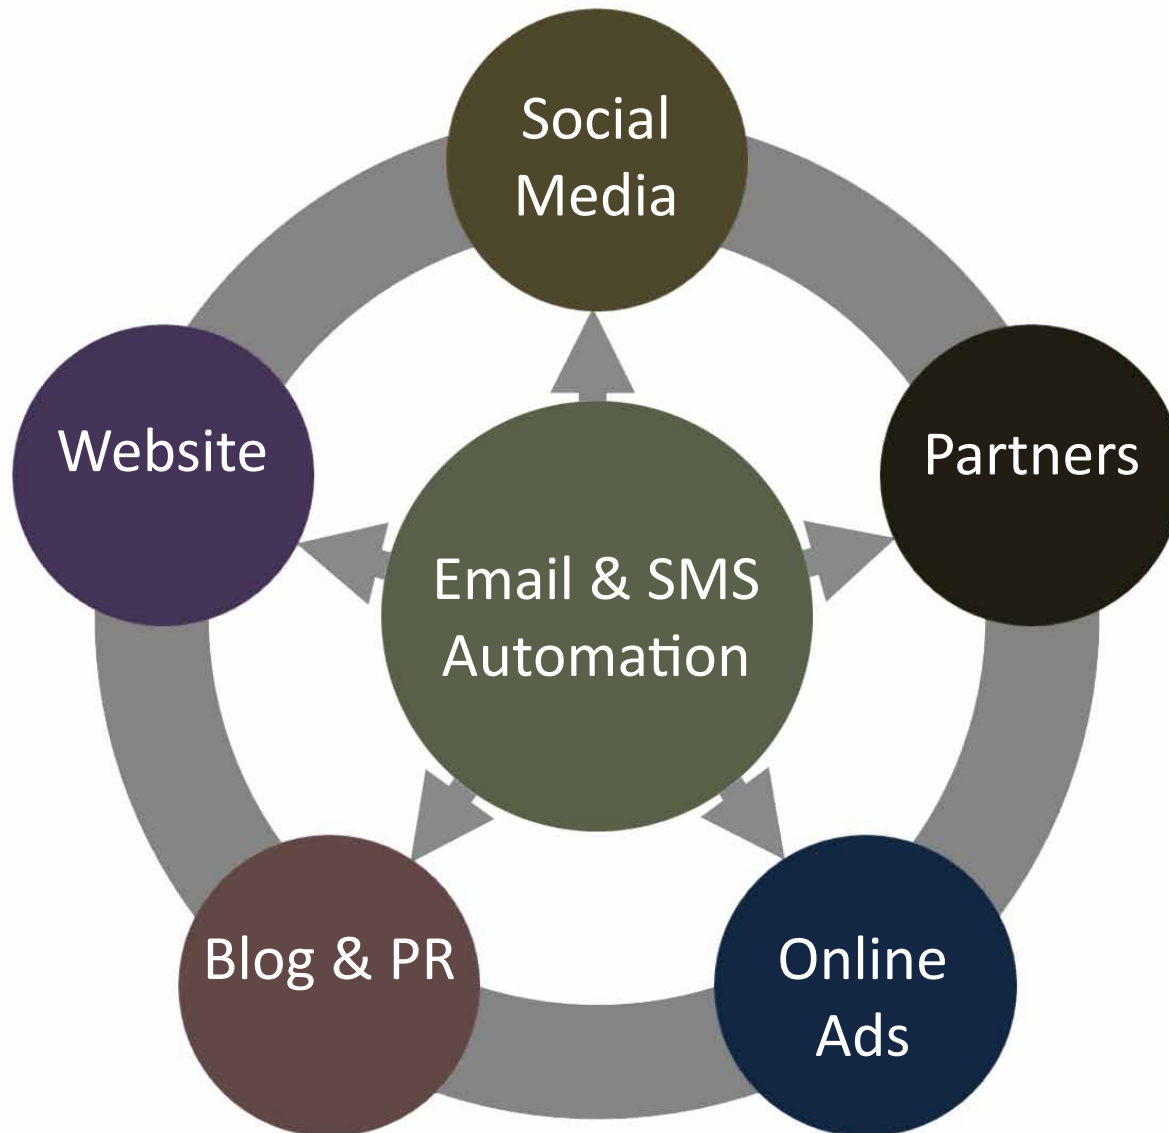 Social
Media
Website
Partners
Email & SMS
Automation
Blog & PR
Online
Ads